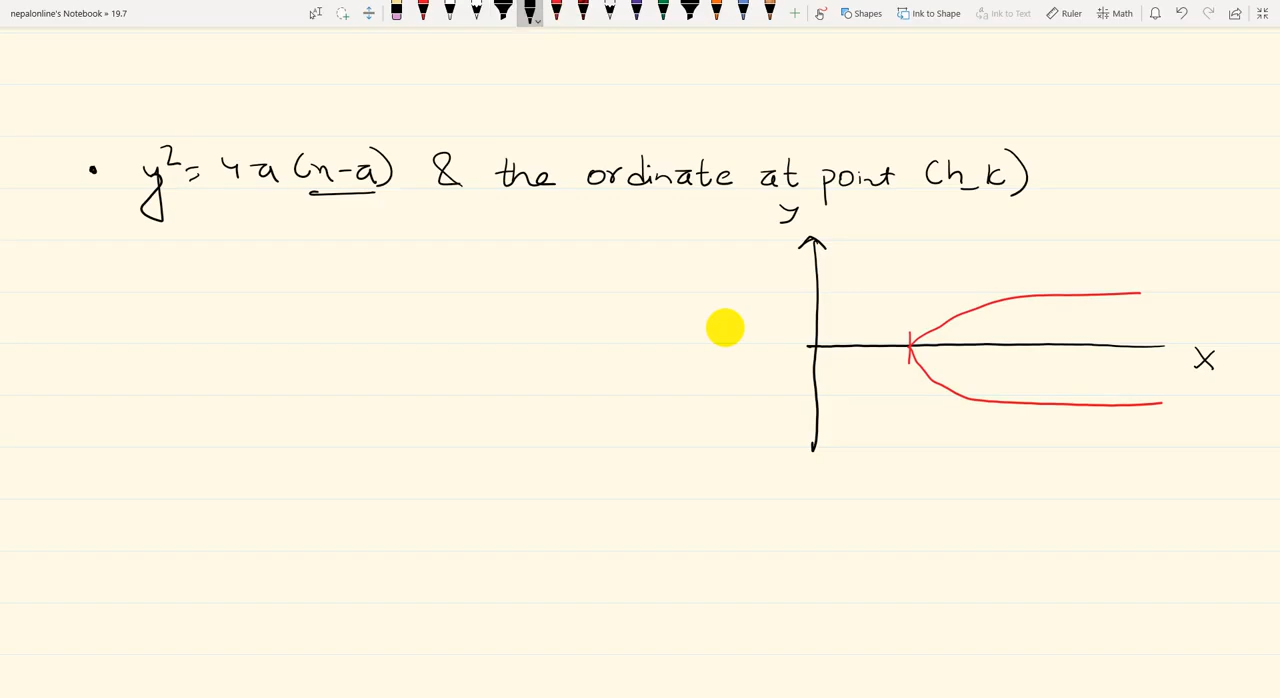 nepalonline's Notebook » 19.7
Shapes Ink to Shape Ink to Text Ruler Math
• y² = 4a(x-a) & the ordinate at point (h, k)
y
X